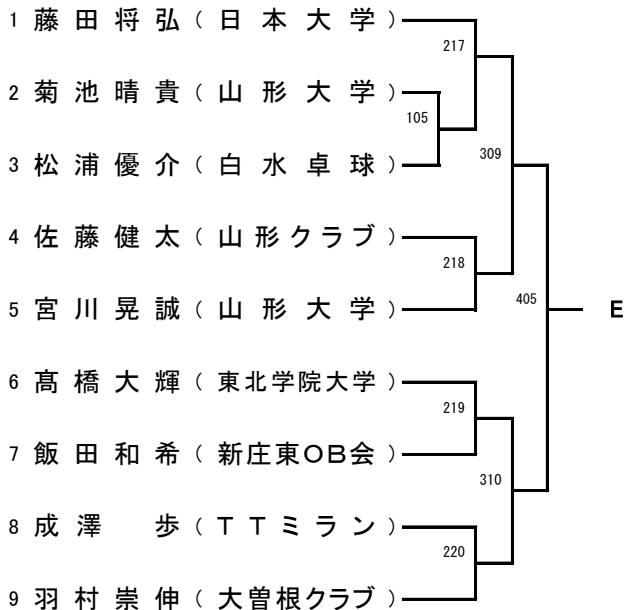 1 藤田将弘(日本大学)
217
2 菊池晴貴(山形大学)
105
3 松浦優介(白水卓球)
309
4 佐藤健太(山形クラブ)
218
405 E
5 宮川晃誠(山形大学)
6 髙橋大輝(東北学院大学)
219
7 飯田和希(新庄東OB会)
310
8 成澤 歩(TTミラン)
220
9 羽村崇伸(大曽根クラブ)